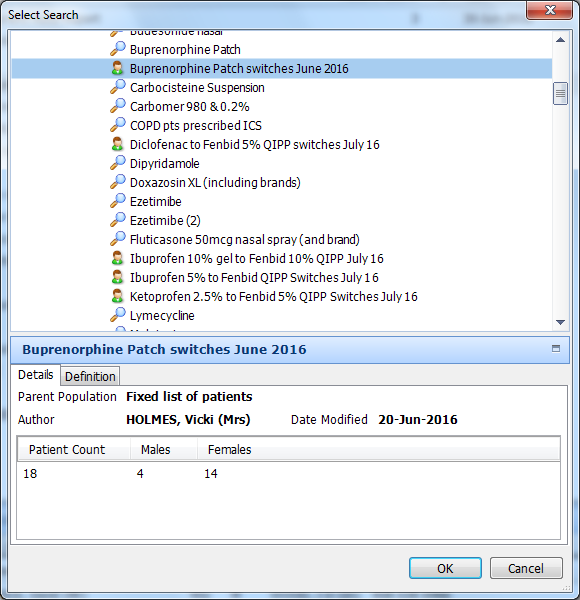 Select Search
Budesonide nasal
Buprenorphine Patch
Buprenorphine Patch switches June 2016
Carbocisteine Suspension
Carbomer 980 & 0.2%
COPD pts prescribed ICS
Diclofenac to Fenbid 5% QIPP switches July 16
Dipyridamole
Doxazosin XL (including brands)
Ezetimibe
Ezetimibe (2)
Fluticasone 50mcg nasal spray (and brand)
Ibuprofen 10% gel to Fenbid 10% QIPP July 16
Ibuprofen 5% to Fenbid QIPP Switches July 16
Ketoprofen 2.5% to Fenbid 5% QIPP Switches July 16
Lymecycline
Buprenorphine Patch switches June 2016
Details Definition
Parent Population Fixed list of patients
Author HOLMES, Vicki (Mrs) Date Modified 20-Jun-2016
Patient Count Males Females
18 4 14
OK Cancel